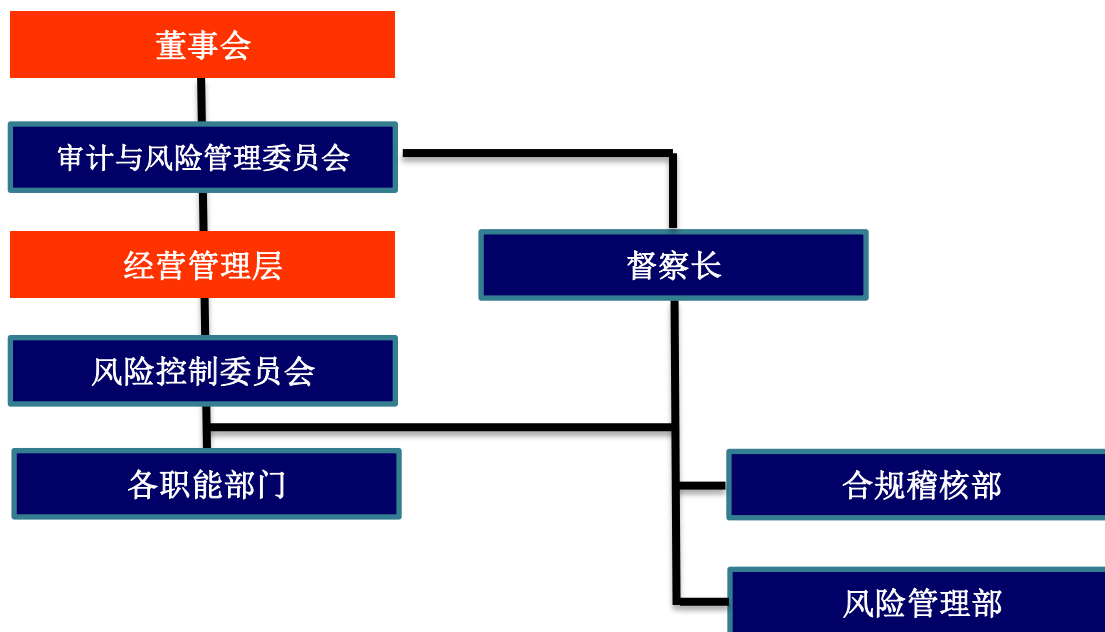 董事会
审计与风险管理委员会
经营管理层
督察长
风险控制委员会
各职能部门
合规稽核部
风险管理部